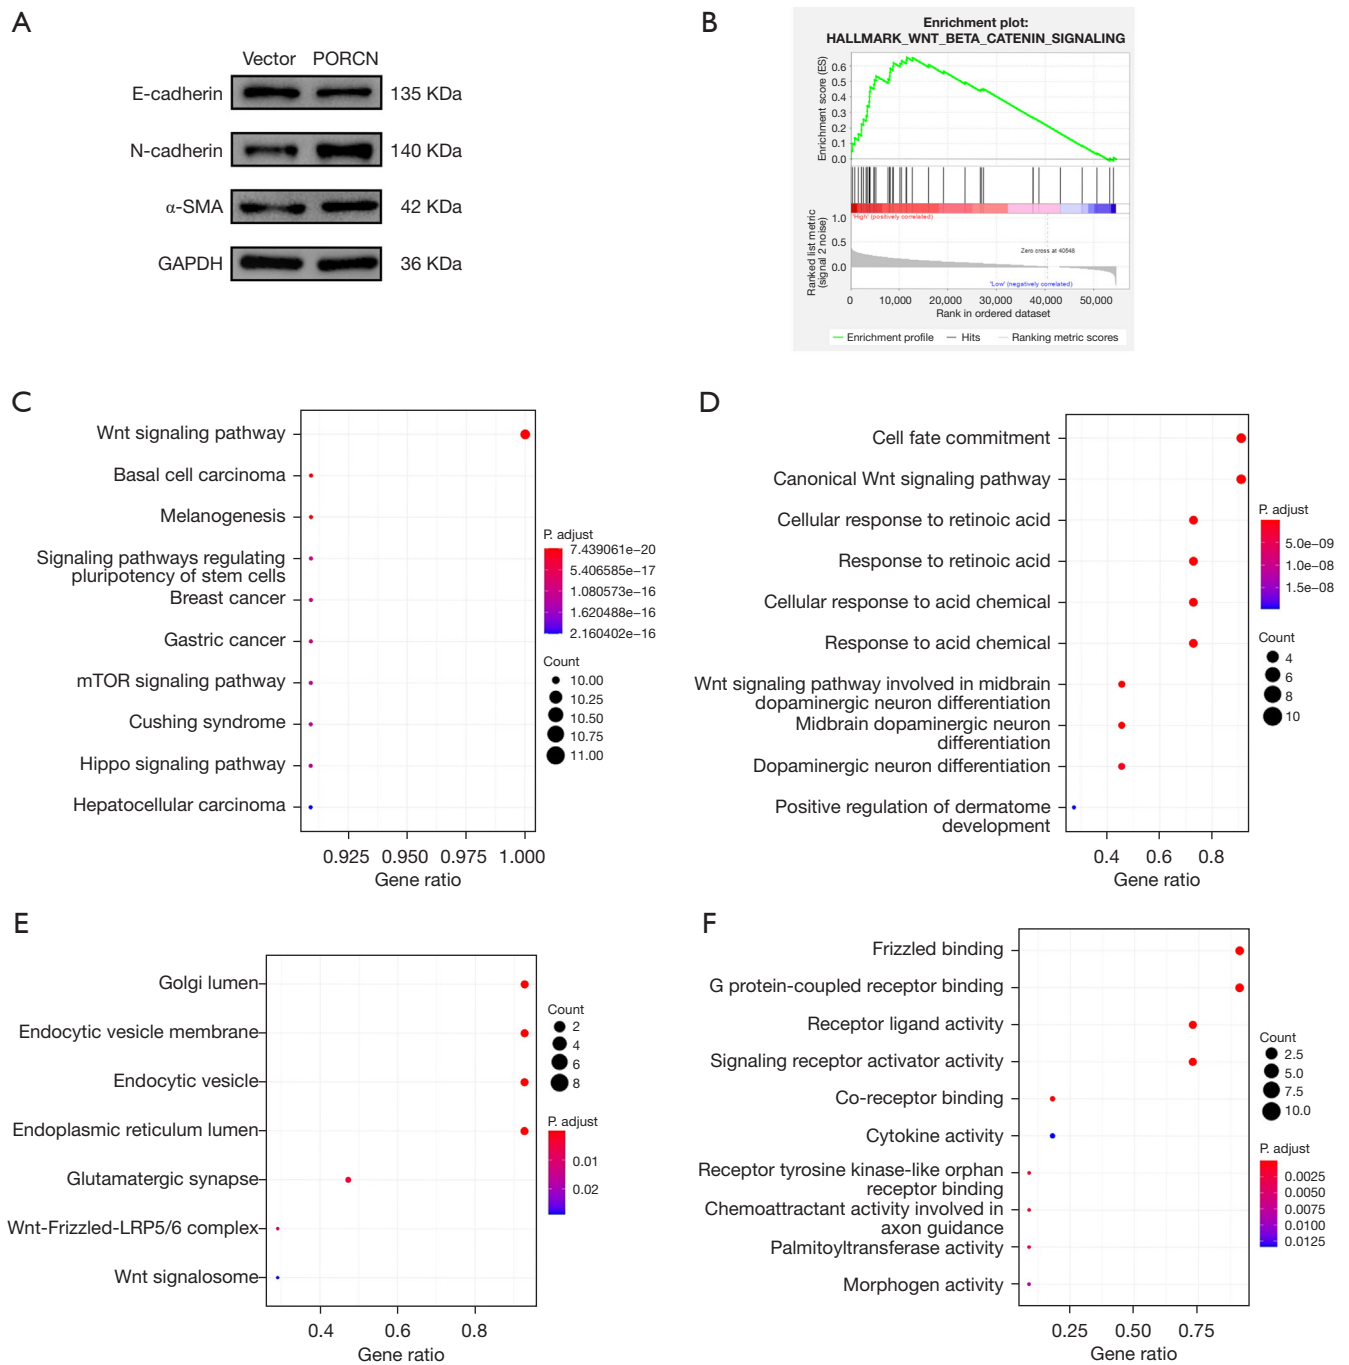 A
Vector PORCN
E-cadherin 135 KDa
N-cadherin 140 KDa
α-SMA 42 KDa
GAPDH 36 KDa
B
Enrichment plot:
HALLMARK_WNT_BETA_CATENIN_SIGNALING
Enrichment score (ES)
0.6
0.5
0.4
0.3
0.2
0.1
0.0
'High' (positively correlated)
Ranked list metric
(signal 2 noise)
1.0
0.5
0.0
Zero cross at 40548
'Low' (negatively correlated)
0 10,000 20,000 30,000 40,000 50,000
Rank in ordered dataset
Enrichment profile Hits Ranking metric scores
C
Wnt signaling pathway
Basal cell carcinoma
Melanogenesis
Signaling pathways regulating
pluripotency of stem cells
Breast cancer
Gastric cancer
mTOR signaling pathway
Cushing syndrome
Hippo signaling pathway
Hepatocellular carcinoma
0.925 0.950 0.975 1.000
Gene ratio
P. adjust
7.439061e−20
5.406585e−17
1.080573e−16
1.620488e−16
2.160402e−16
Count
10.00
10.25
10.50
10.75
11.00
D
Cell fate commitment
Canonical Wnt signaling pathway
Cellular response to retinoic acid
Response to retinoic acid
Cellular response to acid chemical
Response to acid chemical
Wnt signaling pathway involved in midbrain
dopaminergic neuron differentiation
Midbrain dopaminergic neuron
differentiation
Dopaminergic neuron differentiation
Positive regulation of dermatome
development
0.4 0.6 0.8
Gene ratio
P. adjust
5.0e−09
1.0e−08
1.5e−08
Count
4
6
8
10
E
Golgi lumen
Endocytic vesicle membrane
Endocytic vesicle
Endoplasmic reticulum lumen
Glutamatergic synapse
Wnt-Frizzled-LRP5/6 complex
Wnt signalosome
0.4 0.6 0.8
Gene ratio
Count
2
4
6
8
P. adjust
0.01
0.02
F
Frizzled binding
G protein-coupled receptor binding
Receptor ligand activity
Signaling receptor activator activity
Co-receptor binding
Cytokine activity
Receptor tyrosine kinase-like orphan
receptor binding
Chemoattractant activity involved in
axon guidance
Palmitoyltransferase activity
Morphogen activity
0.25 0.50 0.75
Gene ratio
Count
2.5
5.0
7.5
10.0
P. adjust
0.0025
0.0050
0.0075
0.0100
0.0125